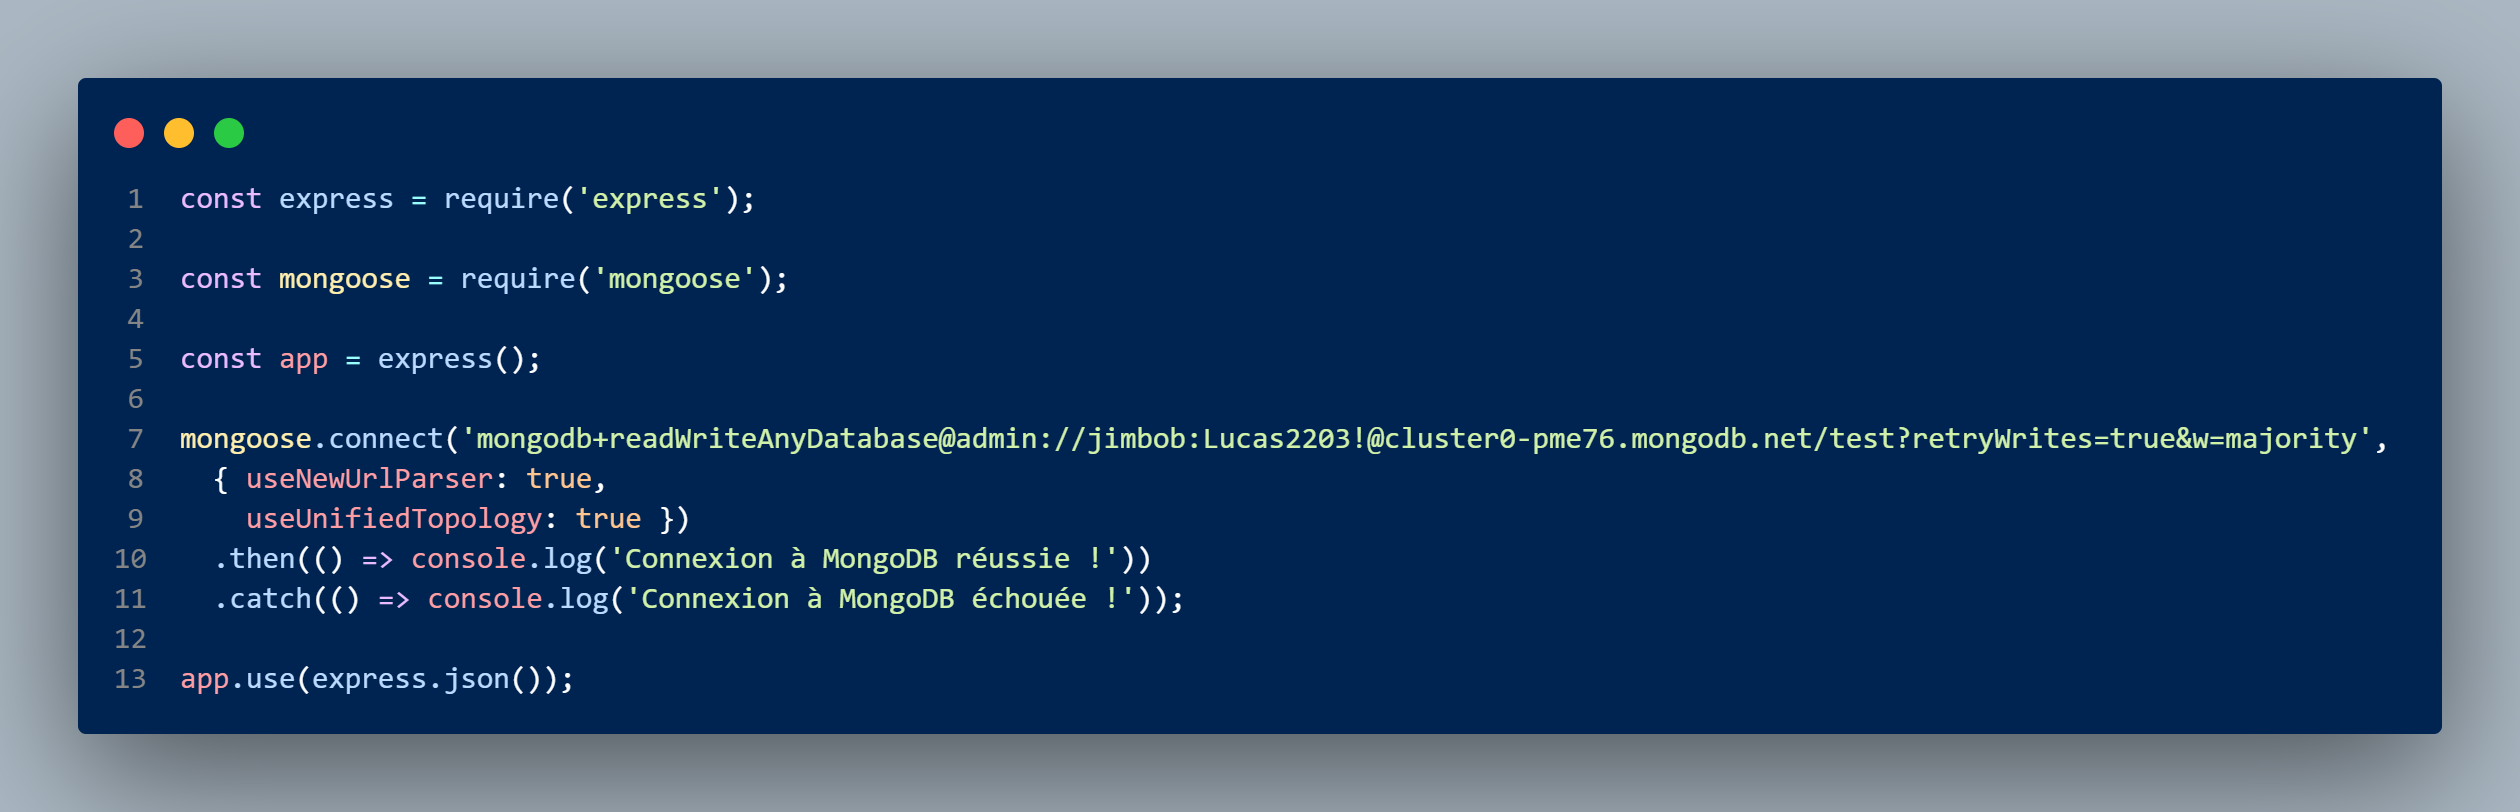 1 const express = require('express');
2
3 const mongoose = require('mongoose');
4
5 const app = express();
6
7 mongoose.connect('mongodb+readWriteAnyDatabase@admin://jimbob:Lucas2203!@cluster0-pme76.mongodb.net/test?retryWrites=true&w=majority',
8   { useNewUrlParser: true,
9     useUnifiedTopology: true })
10   .then(() => console.log('Connexion à MongoDB réussie !'))
11   .catch(() => console.log('Connexion à MongoDB échouée !'));
12
13 app.use(express.json());